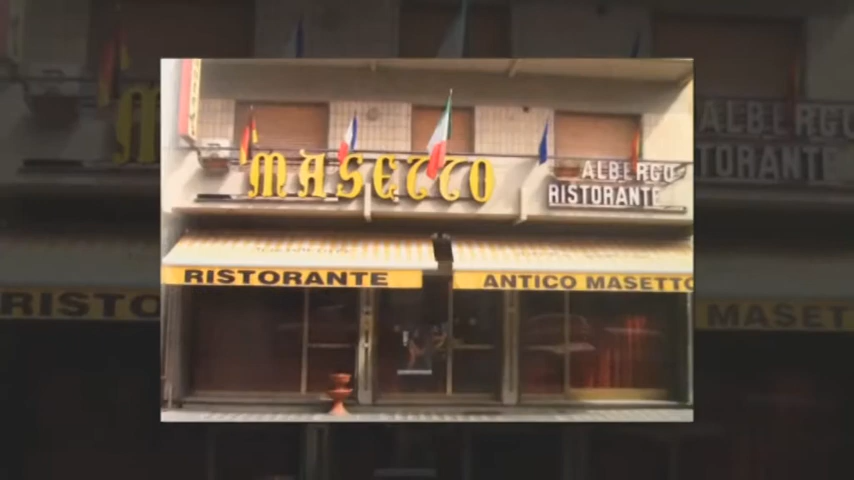 MASETTO
ALBERGO
RISTORANTE
RISTORANTE
ANTICO MASETTO